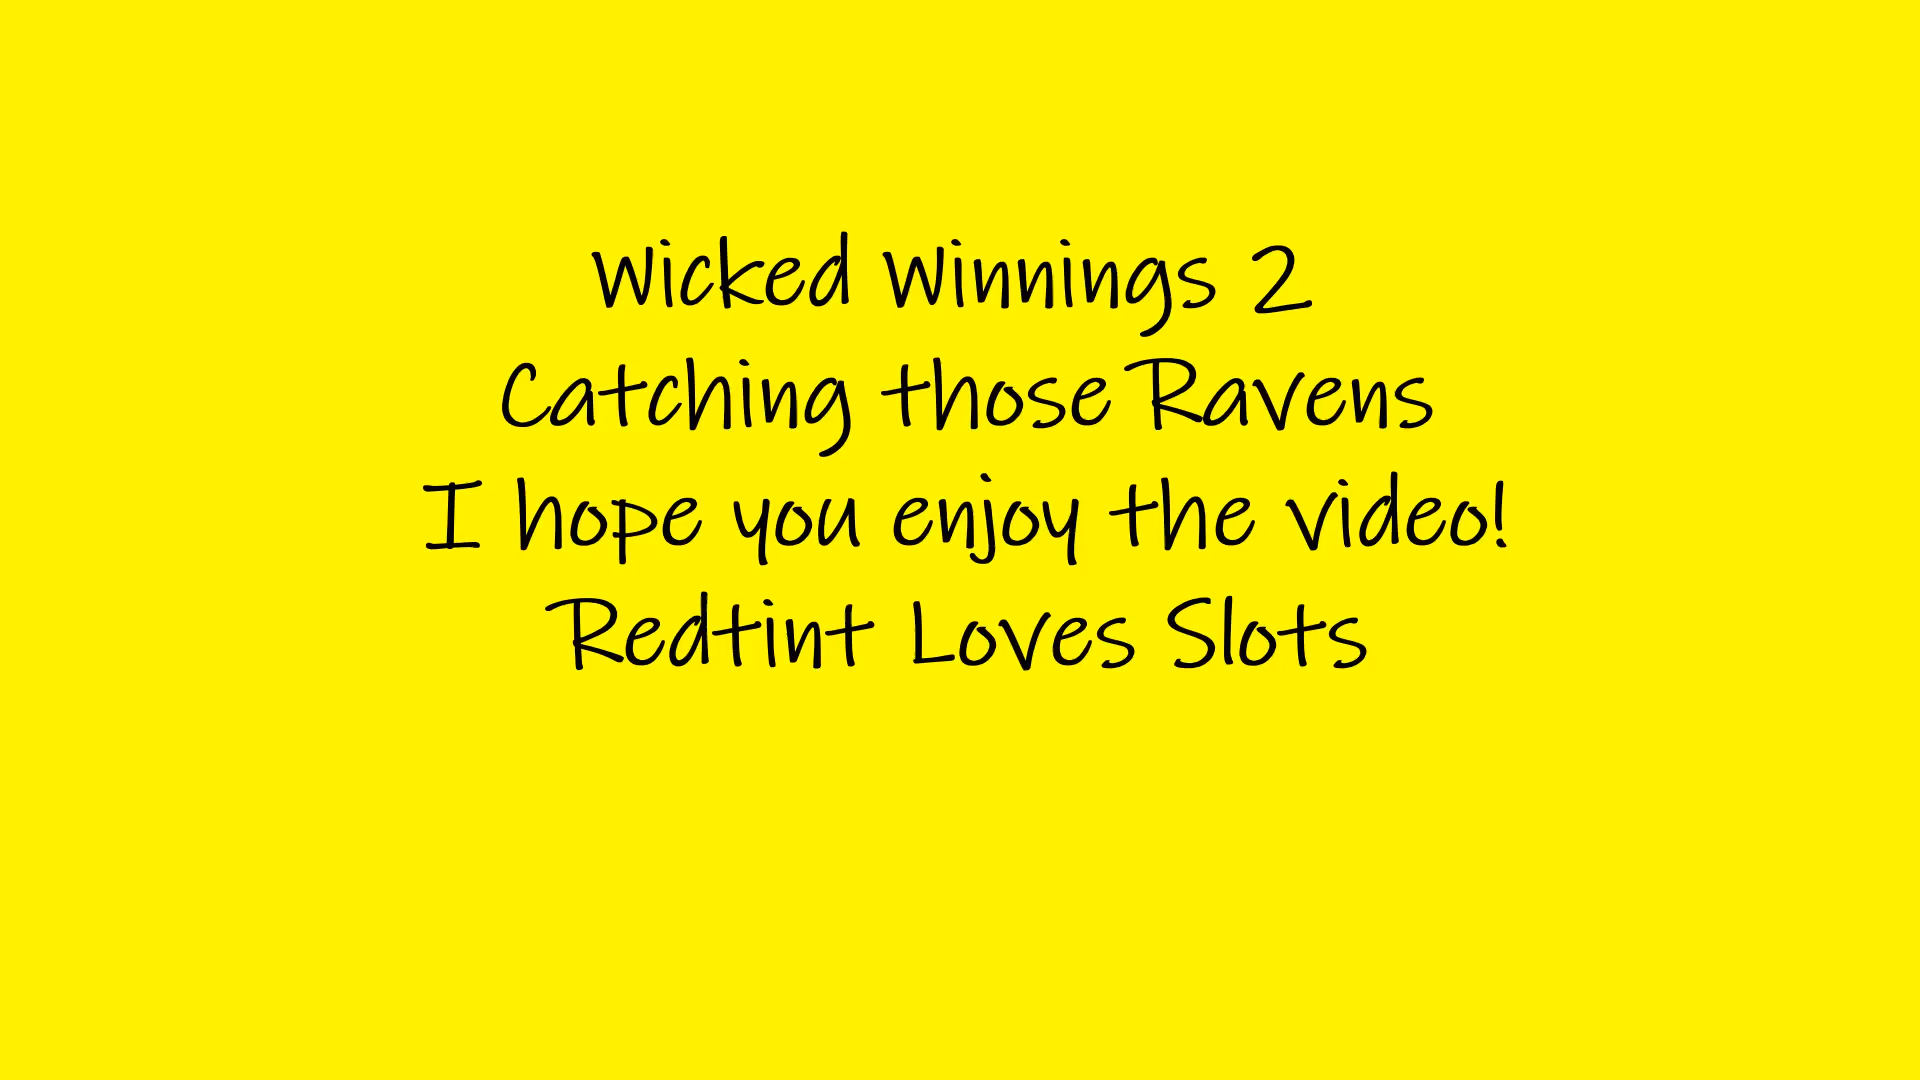 Wicked Winnings 2
Catching those Ravens
I hope you enjoy the video!
Redtint Loves Slots